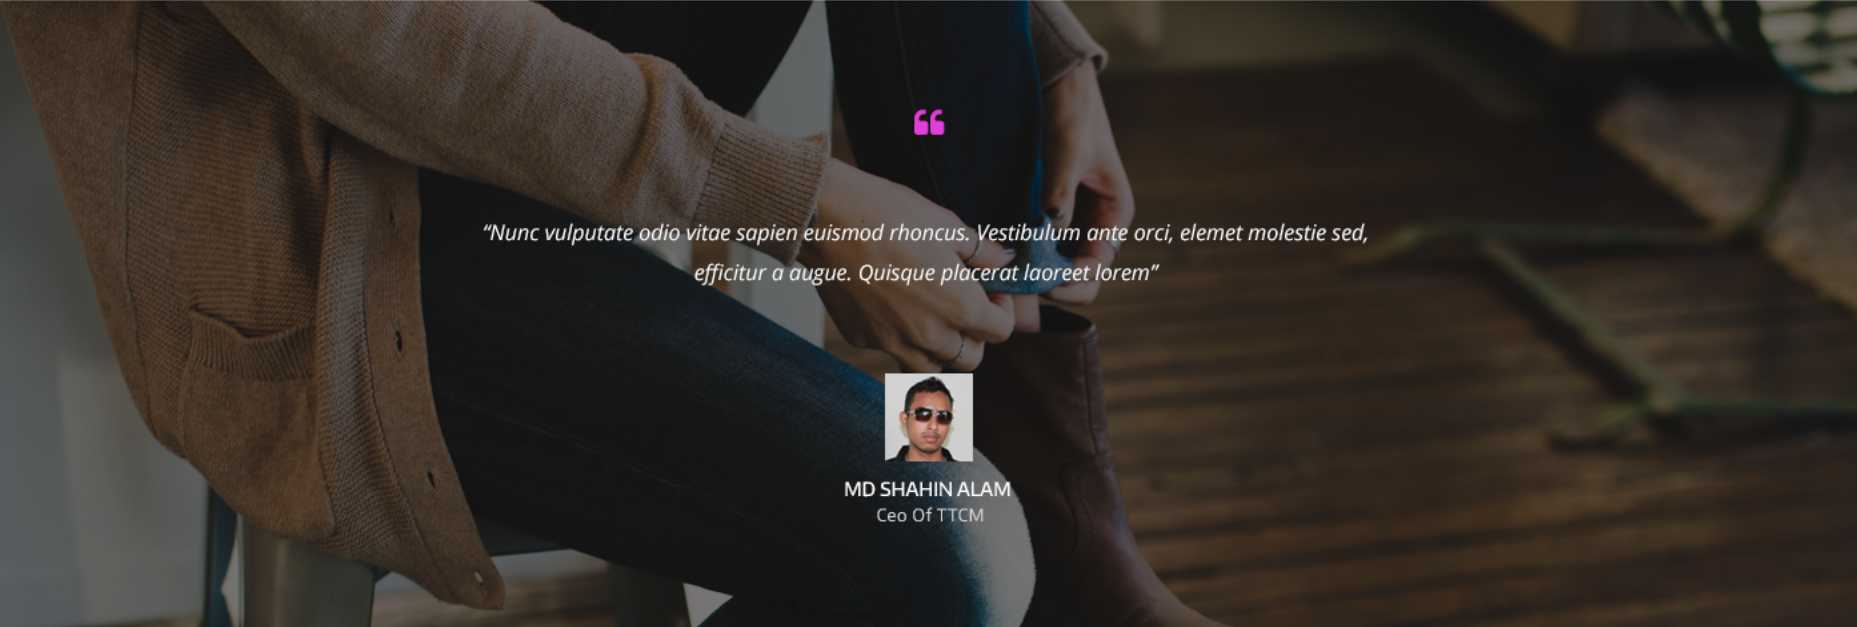 “Nunc vulputate odio vitae sapien euismod rhoncus. Vestibulum ante orci, elemet molestie sed,
efficitur a augue. Quisque placerat laoreet lorem”
MD SHAHIN ALAM
Ceo Of TTCM